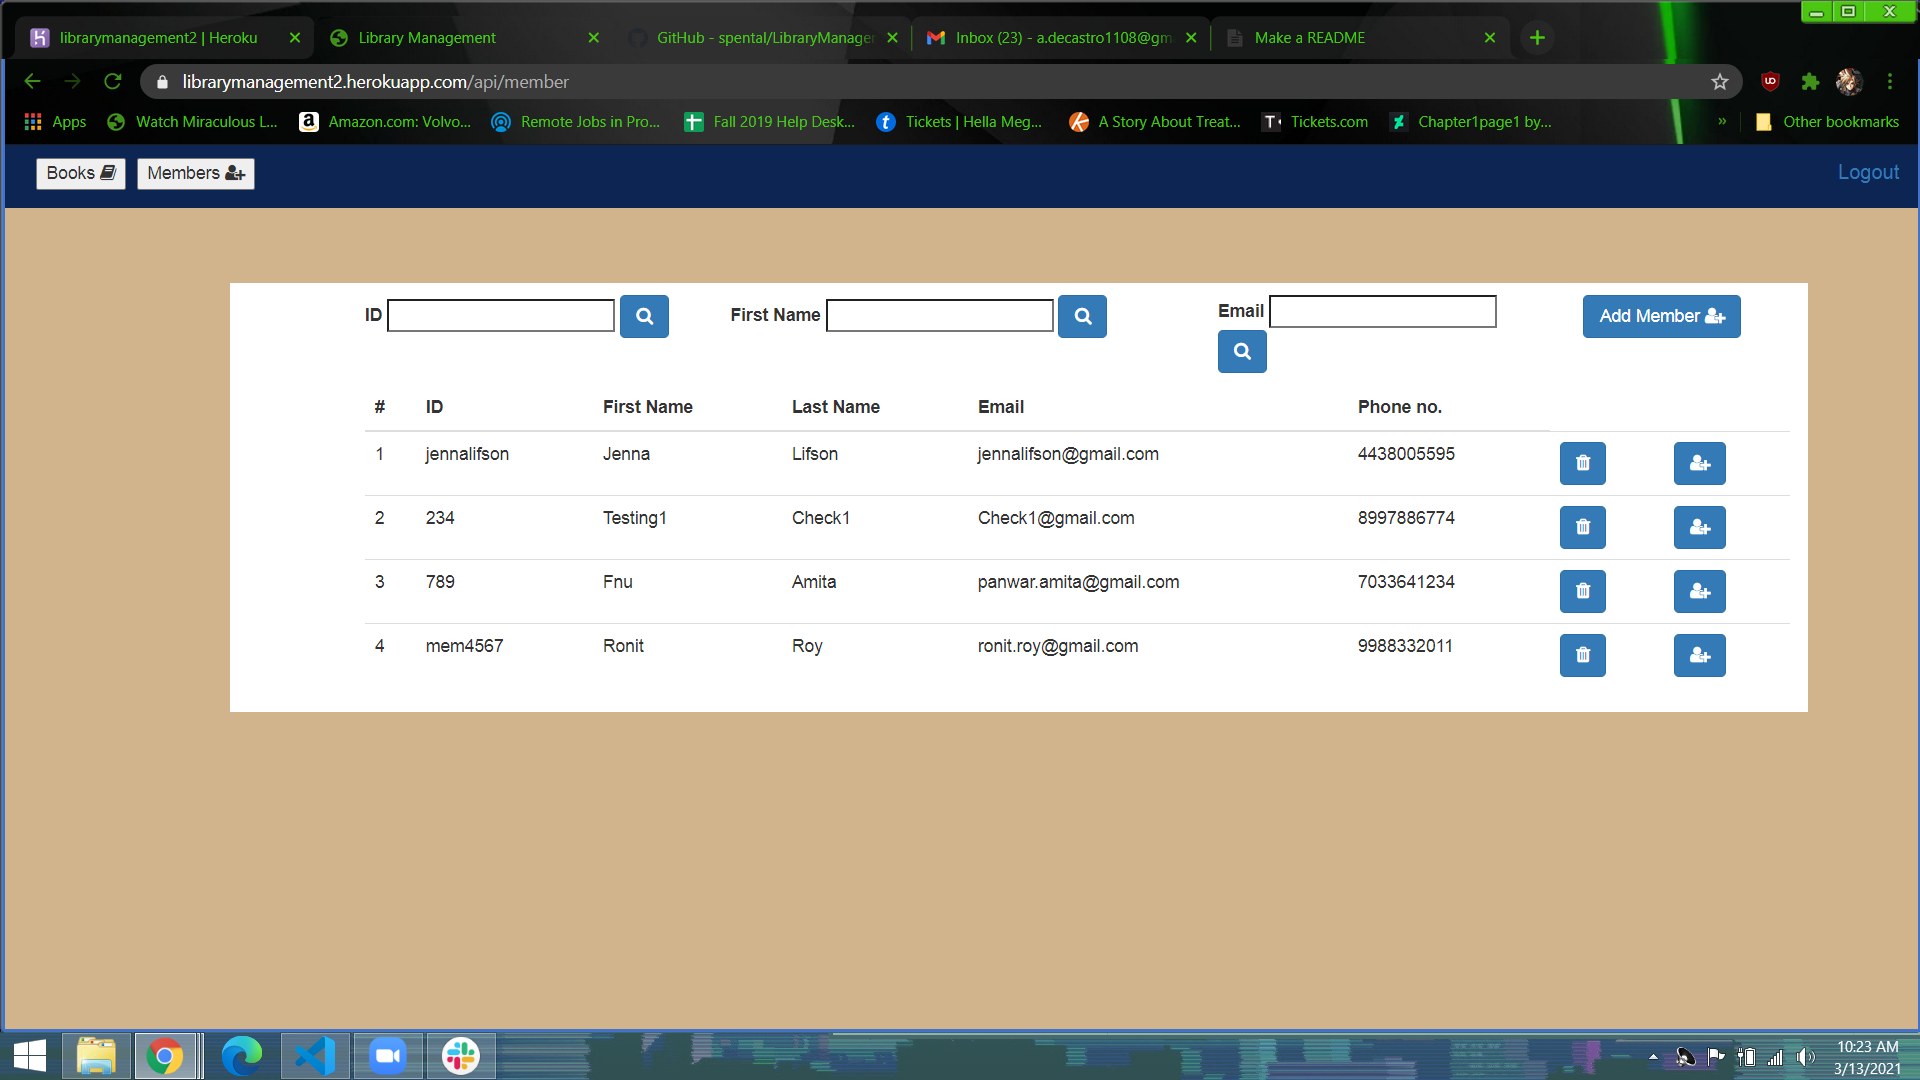 librarymanagement2 | Heroku
Library Management
GitHub - spental/LibraryManage
Inbox (23) - a.decastro1108@gm
Make a README
librarymanagement2.herokuapp.com/api/member
Apps
Watch Miraculous L...
Amazon.com: Volvo...
Remote Jobs in Pro...
Fall 2019 Help Desk...
Tickets | Hella Meg...
A Story About Treat...
Tickets.com
Chapter1page1 by...
»
Other bookmarks
Books
Members
Logout
ID
First Name
Email
Add Member
# ID First Name Last Name Email Phone no.
1 jennalifson Jenna Lifson jennalifson@gmail.com 4438005595
2 234 Testing1 Check1 Check1@gmail.com 8997886774
3 789 Fnu Amita panwar.amita@gmail.com 7033641234
4 mem4567 Ronit Roy ronit.roy@gmail.com 9988332011
10:23 AM
3/13/2021